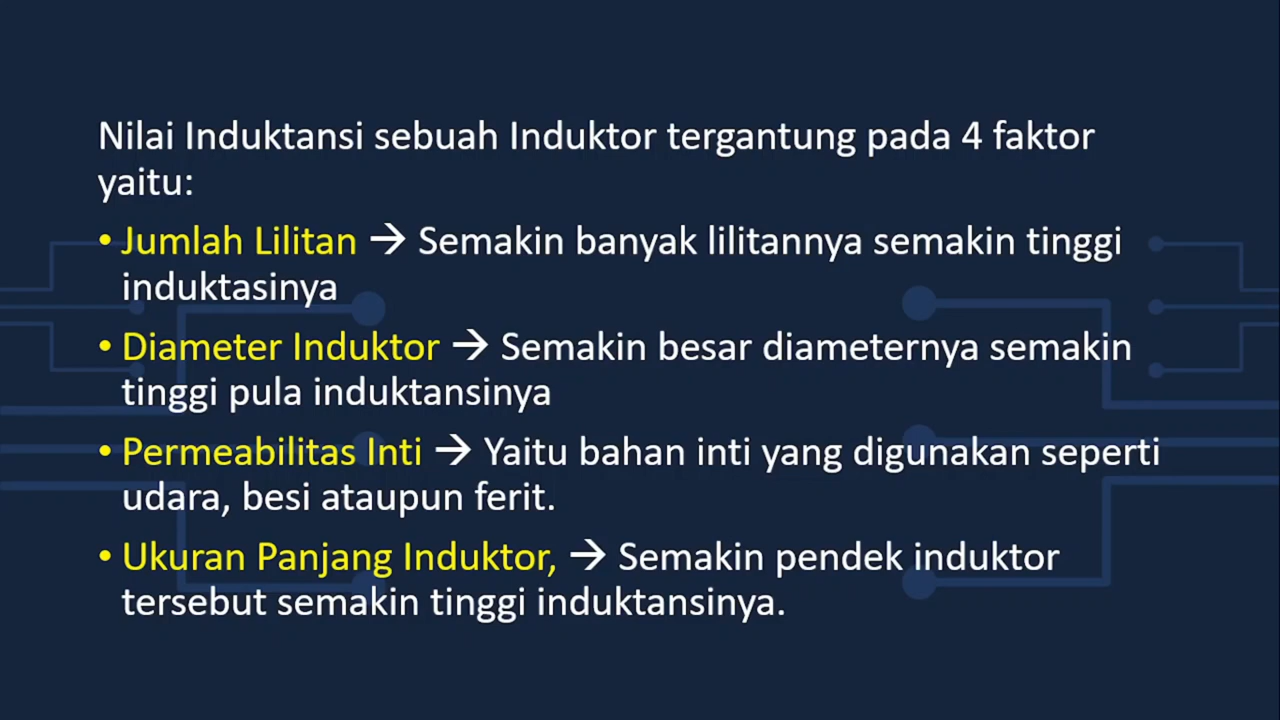 Nilai Induktansi sebuah Induktor tergantung pada 4 faktor
yaitu:
• Jumlah Lilitan → Semakin banyak lilitannya semakin tinggi
induktasinya
• Diameter Induktor → Semakin besar diameternya semakin
tinggi pula induktansinya
• Permeabilitas Inti → Yaitu bahan inti yang digunakan seperti
udara, besi ataupun ferit.
• Ukuran Panjang Induktor, → Semakin pendek induktor
tersebut semakin tinggi induktansinya.